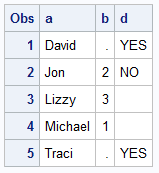 Obs a b d
1 David . YES
2 Jon 2 NO
3 Lizzy 3
4 Michael 1
5 Traci . YES